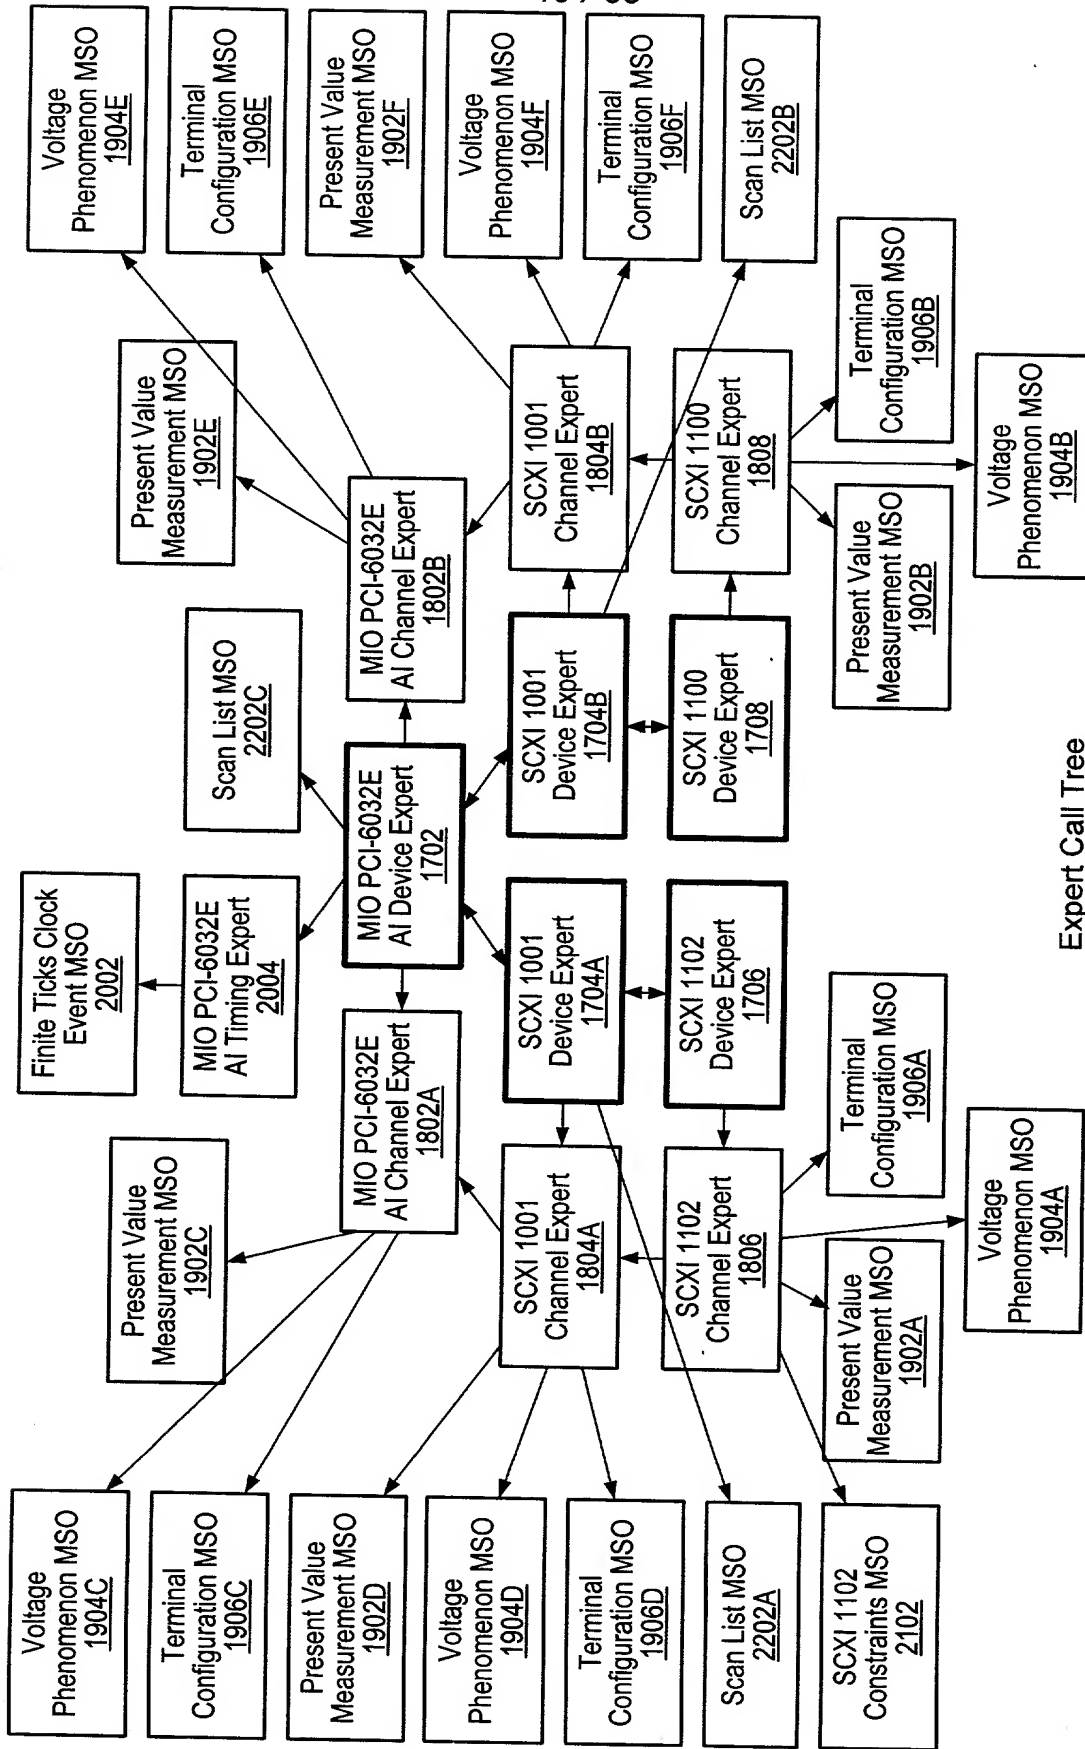 Voltage
Phenomenon MSO
1904C
Terminal
Configuration MSO
1906C
Present Value
Measurement MSO
1902D
Voltage
Phenomenon MSO
1904D
Terminal
Configuration MSO
1906D
Scan List MSO
2202A
SCXI 1102
Constraints MSO
2102
Present Value
Measurement MSO
1902C
Finite Ticks Clock
Event MSO
2002
MIO PCI-6032E
AI Timing Expert
2004
Scan List MSO
2202C
Present Value
Measurement MSO
1902E
MIO PCI-6032E
AI Channel Expert
1802A
MIO PCI-6032E
AI Device Expert
1702
MIO PCI-6032E
AI Channel Expert
1802B
SCXI 1001
Channel Expert
1804A
SCXI 1001
Device Expert
1704A
SCXI 1001
Device Expert
1704B
SCXI 1001
Channel Expert
1804B
SCXI 1102
Channel Expert
1806
SCXI 1102
Device Expert
1706
SCXI 1100
Device Expert
1708
SCXI 1100
Channel Expert
1808
Present Value
Measurement MSO
1902A
Terminal
Configuration MSO
1906A
Present Value
Measurement MSO
1902B
Terminal
Configuration MSO
1906B
Voltage
Phenomenon MSO
1904A
Voltage
Phenomenon MSO
1904B
Voltage
Phenomenon MSO
1904E
Terminal
Configuration MSO
1906E
Present Value
Measurement MSO
1902F
Voltage
Phenomenon MSO
1904F
Terminal
Configuration MSO
1906F
Scan List MSO
2202B
Expert Call Tree